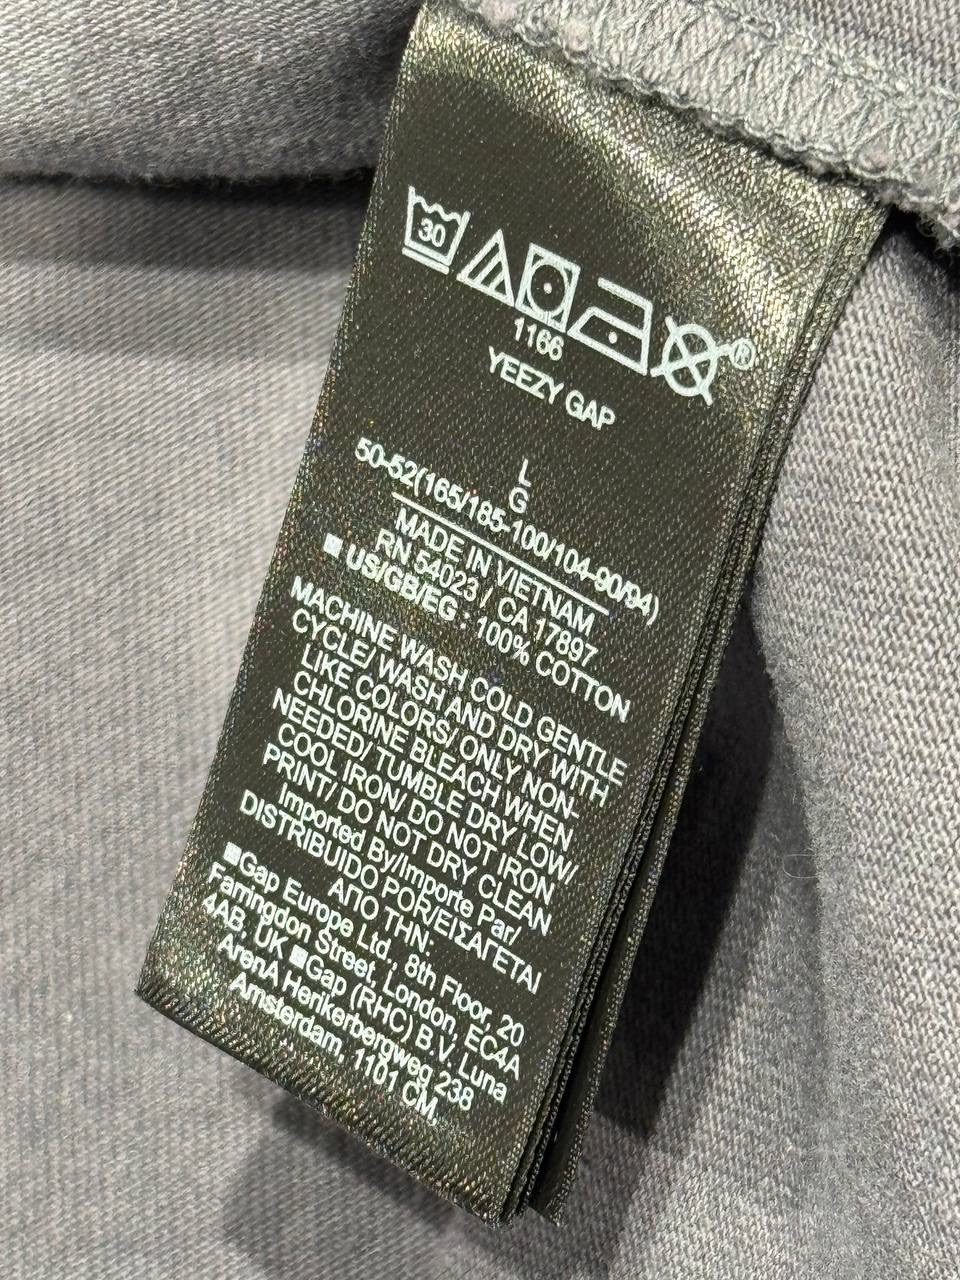 30
®
1166
YEEZY GAP
L
G
50-52(165/185-100/104-90/94)
MADE IN VIETNAM
RN 54023 / CA 17897
■ US/GB/EG : 100% COTTON
MACHINE WASH COLD GENTLE
CYCLE/ WASH AND DRY WITH
LIKE COLORS/ ONLY NON-
CHLORINE BLEACH WHEN
NEEDED/ TUMBLE DRY LOW/
COOL IRON/ DO NOT IRON
PRINT/ DO NOT DRY CLEAN
Imported By/Importe Par/
DISTRIBUIDO POR/ΕΙΣΑΓΕΤΑΙ
ΑΠΟ ΤΗΝ:
■Gap Europe Ltd, 8th Floor, 20
Farringdon Street, London, EC4A
4AB, UK ■Gap (RHC) B.V. Luna
ArenA Herikerbergweg 238
Amsterdam, 1101 CM,